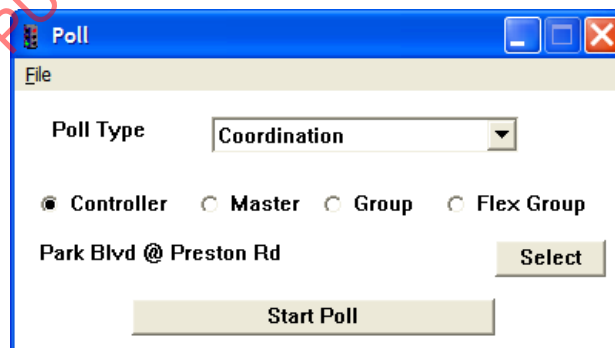 Poll
File
Poll Type Coordination
Controller Master Group Flex Group
Park Blvd @ Preston Rd Select
Start Poll